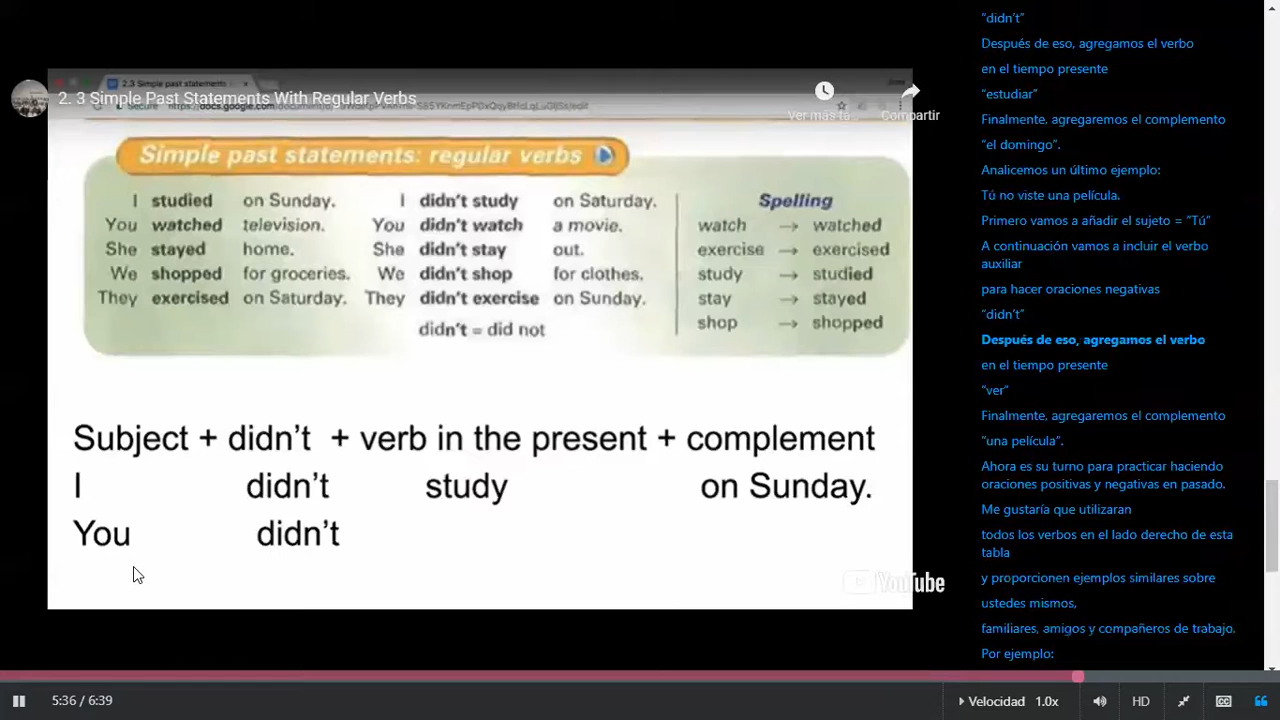 2.3 Simple past statements
2. 3 Simple Past Statements With Regular Verbs
Ver más ta...
Compartir
Simple past statements: regular verbs
I studied on Sunday. I didn't study on Saturday.
You watched television. You didn't watch a movie.
She stayed home. She didn't stay out.
We shopped for groceries. We didn't shop for clothes.
They exercised on Saturday. They didn't exercise on Sunday.
didn't = did not
Spelling
watch → watched
exercise → exercised
study → studied
stay → stayed
shop → shopped
Subject + didn't + verb in the present + complement
I didn't study on Sunday.
You didn't
YouTube
"didn't"
Después de eso, agregamos el verbo
en el tiempo presente
"estudiar"
Finalmente, agregaremos el complemento
"el domingo".
Analicemos un último ejemplo:
Tú no viste una película.
Primero vamos a añadir el sujeto = "Tú"
A continuación vamos a incluir el verbo
auxiliar
para hacer oraciones negativas
"didn't"
Después de eso, agregamos el verbo
en el tiempo presente
"ver"
Finalmente, agregaremos el complemento
"una película".
Ahora es su turno para practicar haciendo
oraciones positivas y negativas en pasado.
Me gustaría que utilizaran
todos los verbos en el lado derecho de esta
tabla
y proporcionen ejemplos similares sobre
ustedes mismos,
familiares, amigos y compañeros de trabajo.
Por ejemplo:
5:36 / 6:39
Velocidad 1.0x
HD
CC